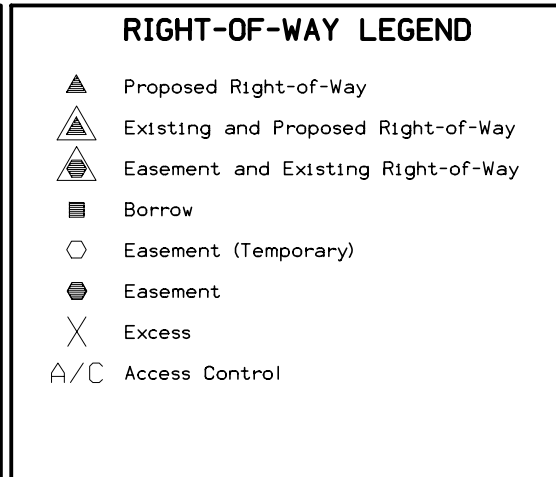 RIGHT-OF-WAY LEGEND
Proposed Right-of-Way
Existing and Proposed Right-of-Way
Easement and Existing Right-of-Way
Borrow
Easement (Temporary)
Easement
Excess
A/C Access Control